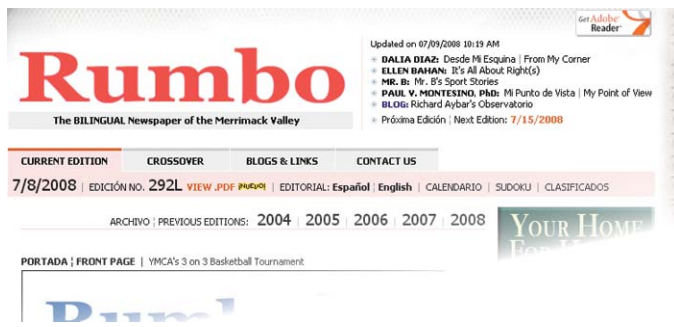 Get Adobe Reader
Updated on 07/09/2008 10:19 AM
Rumbo
DALIA DIAZ: Desde Mi Esquina | From My Corner
ELLEN BAHAN: It's All About Right(s)
MR. B: Mr. B's Sport Stories
PAUL V. MONTESINO, PhD: Mi Punto de Vista | My Point of View
BLOG: Richard Aybar's Observatorio
The BILINGUAL Newspaper of the Merrimack Valley
Próxima Edición | Next Edition: 7/15/2008
CURRENT EDITION CROSSOVER BLOGS & LINKS CONTACT US
7/8/2008 | EDICIÓN NO. 292L VIEW .PDF ¡NUEVO! | EDITORIAL: Español | English | CALENDARIO | SUDOKU | CLASIFICADOS
ARCHIVO | PREVIOUS EDITIONS: 2004 | 2005 | 2006 | 2007 | 2008
YOUR HOME
PORTADA | FRONT PAGE | YMCA's 3 on 3 Basketball Tournament
Rumb